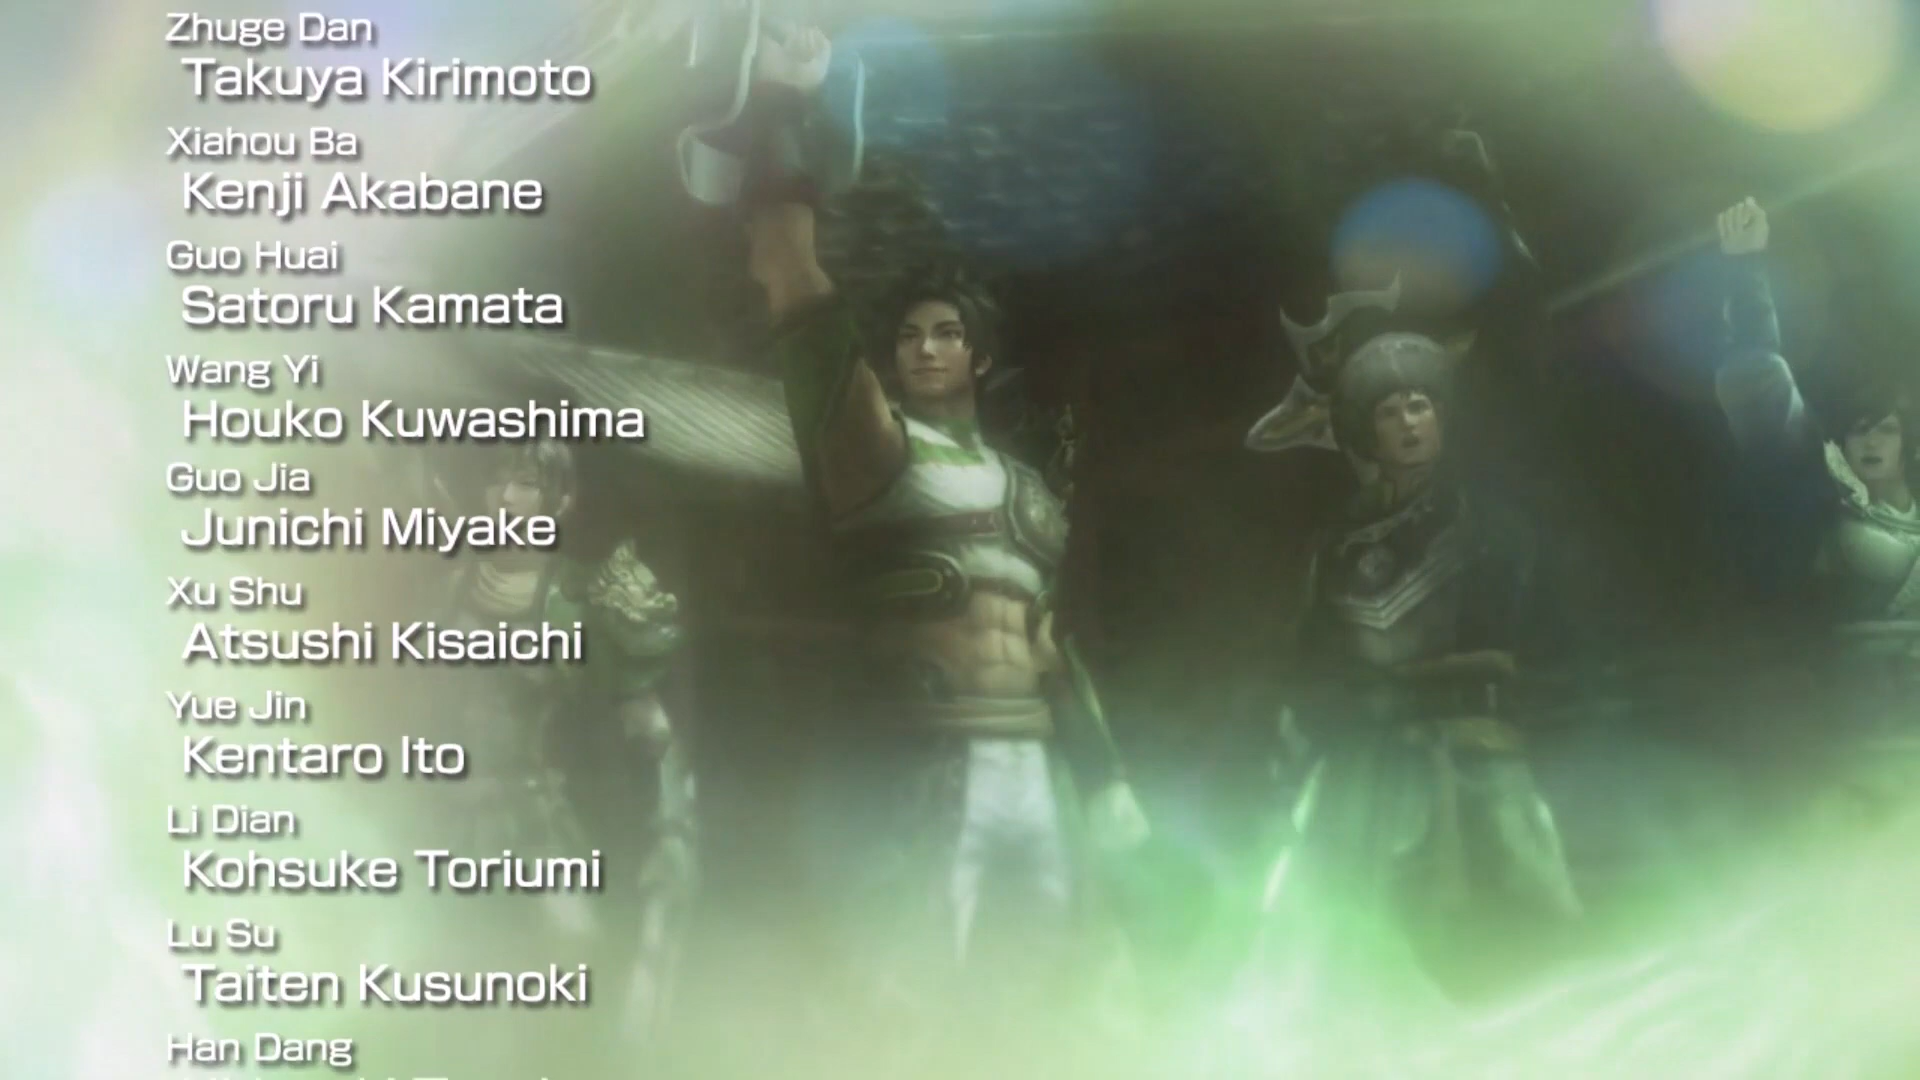 Zhuge Dan
Takuya Kirimoto
Xiahou Ba
Kenji Akabane
Guo Huai
Satoru Kamata
Wang Yi
Houko Kuwashima
Guo Jia
Junichi Miyake
Xu Shu
Atsushi Kisaichi
Yue Jin
Kentaro Ito
Li Dian
Kohsuke Toriumi
Lu Su
Taiten Kusunoki
Han Dang